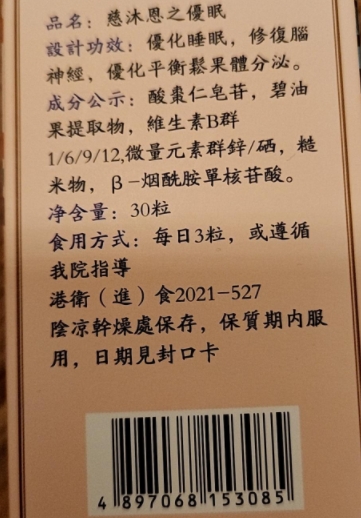 品名：慈沐恩之優眠
設計功效：優化睡眠，修復腦
神經，優化平衡鬆果體分泌。
成分公示：酸棗仁皂苷，碧油
果提取物，維生素B群
1/6/9/12,微量元素群鋅/硒，糙
米物，β-烟酰胺單核苷酸。
净含量：30粒
食用方式：每日3粒，或遵循
我院指導
港衛（進）食2021-527
陰凉幹燥處保存，保質期内服
用，日期見封口卡
4 897068 153085